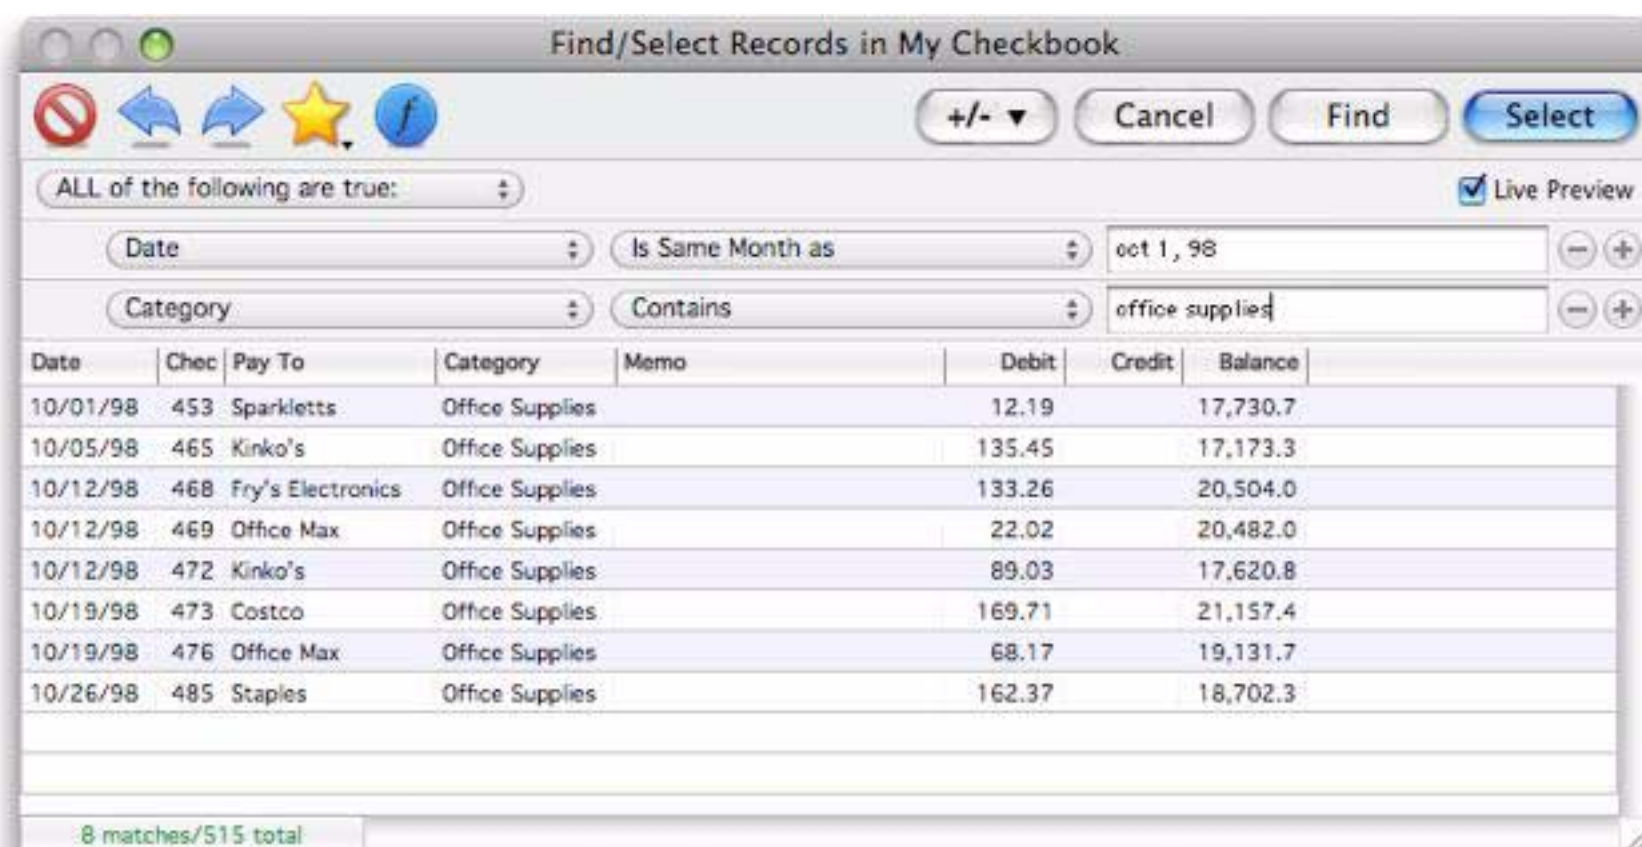 Find/Select Records in My Checkbook
f +/- ▼ Cancel Find Select
ALL of the following are true: Live Preview
Date Is Same Month as oct 1, 98
Category Contains office supplies
Date Chec Pay To Category Memo Debit Credit Balance
10/01/98 453 Sparkletts Office Supplies 12.19 17,730.7
10/05/98 465 Kinko's Office Supplies 135.45 17,173.3
10/12/98 468 Fry's Electronics Office Supplies 133.26 20,504.0
10/12/98 469 Office Max Office Supplies 22.02 20,482.0
10/12/98 472 Kinko's Office Supplies 89.03 17,620.8
10/19/98 473 Costco Office Supplies 169.71 21,157.4
10/19/98 476 Office Max Office Supplies 68.17 19,131.7
10/26/98 485 Staples Office Supplies 162.37 18,702.3
8 matches/515 total